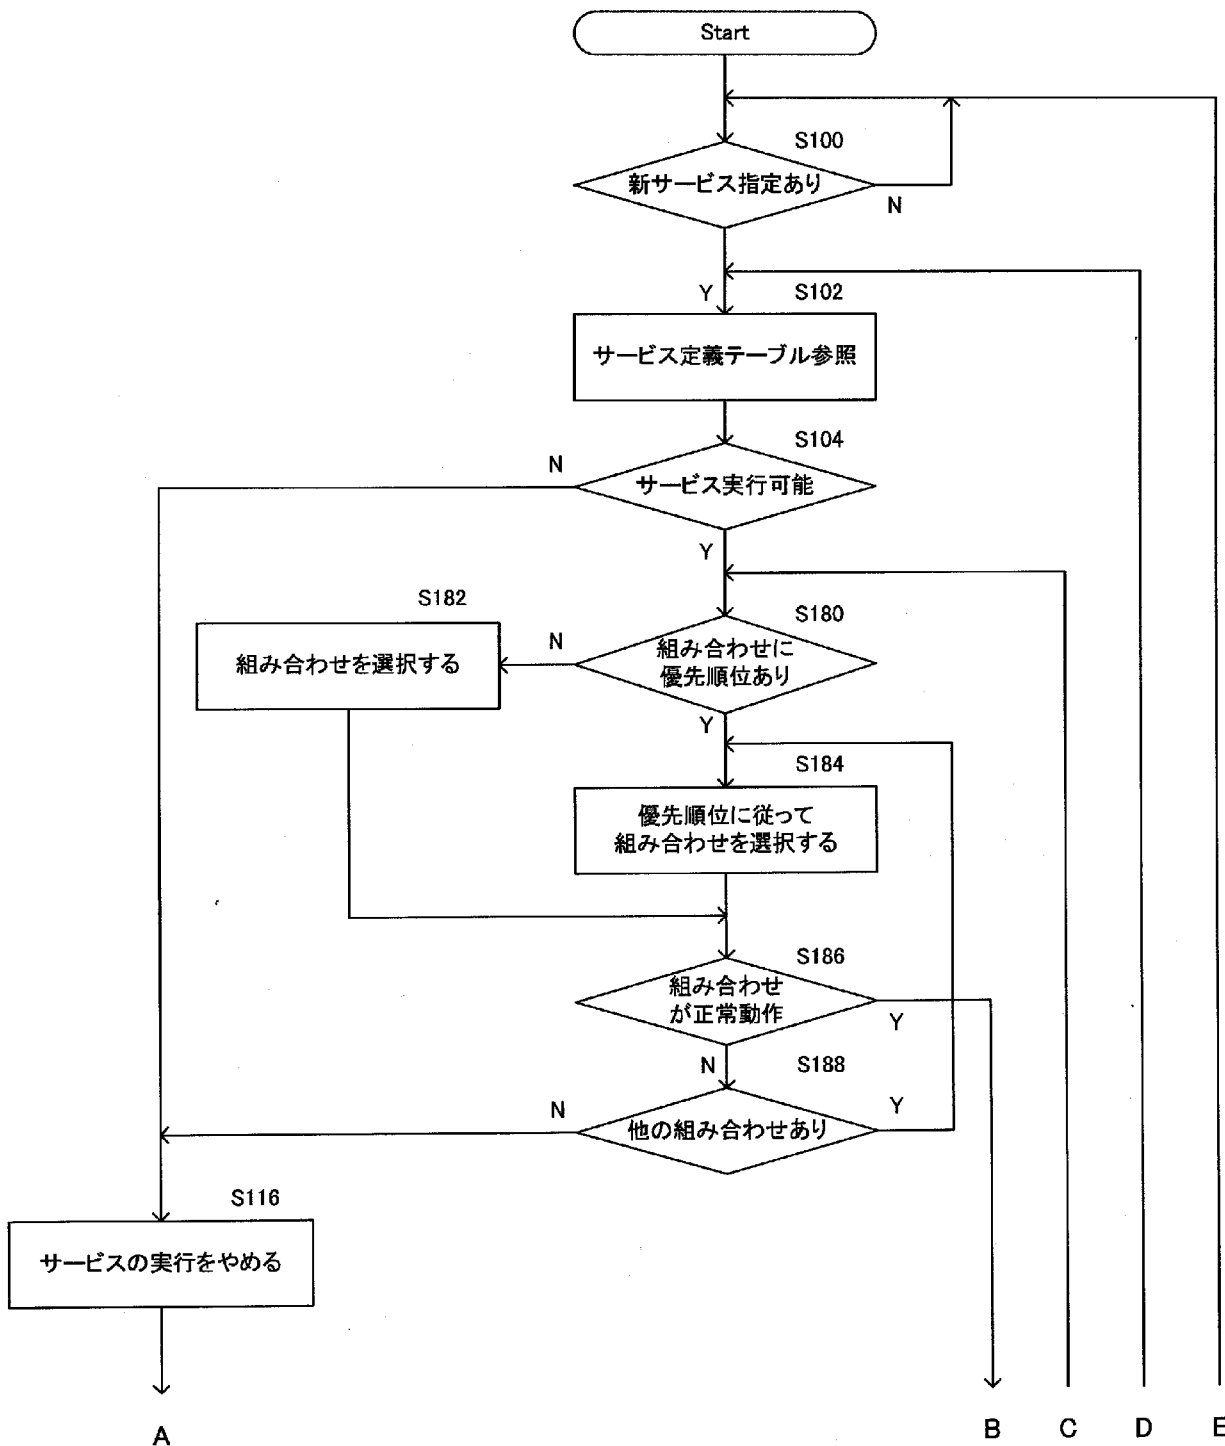 Start
S100
新サービス指定あり
N
Y
S102
サービス定義テーブル参照
S104
N
サービス実行可能
Y
S182
S180
組み合わせを選択する
N
組み合わせに
優先順位あり
Y
S184
優先順位に従って
組み合わせを選択する
S186
組み合わせ
が正常動作
Y
N
S188
N
Y
他の組み合わせあり
S116
サービスの実行をやめる
A
B
C
D
E